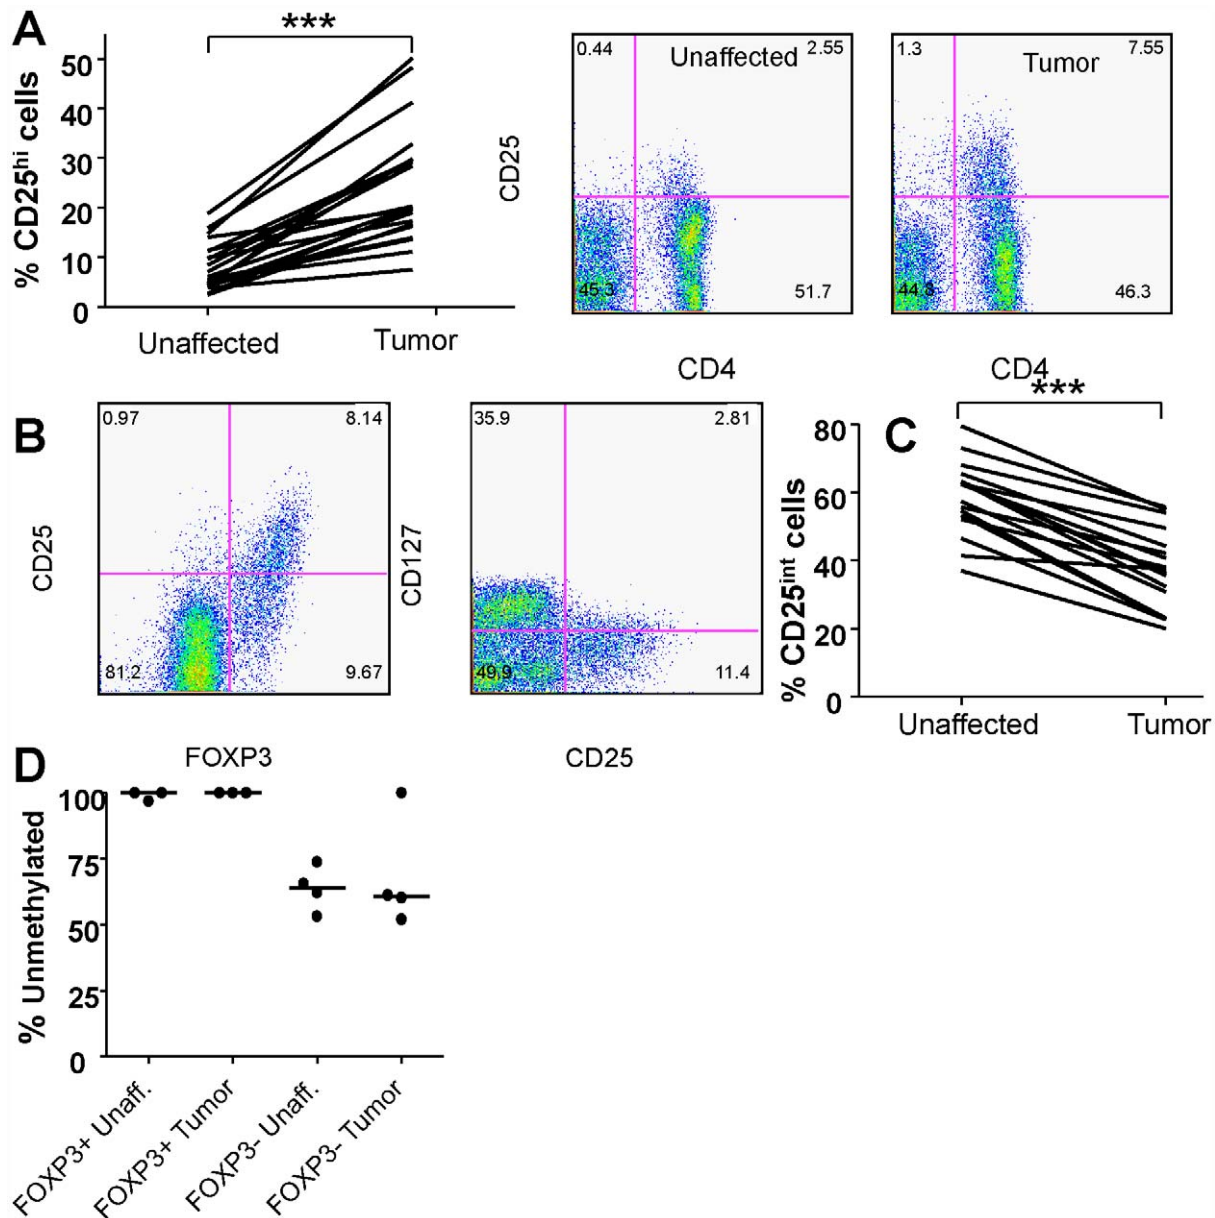 A
***
% CD25hi cells
50
40
30
20
10
0
Unaffected
Tumor
CD25
0.44
Unaffected
2.55
45.3
51.7
CD4
1.3
Tumor
7.55
44.8
46.3
CD4
B
CD25
0.97
8.14
81.2
9.67
FOXP3
CD127
35.9
2.81
49.9
11.4
CD25
C
***
% CD25int cells
80
60
40
20
0
Unaffected
Tumor
D
% Unmethylated
100
75
50
25
0
FOXP3+ Unaff.
FOXP3+ Tumor
FOXP3- Unaff.
FOXP3- Tumor